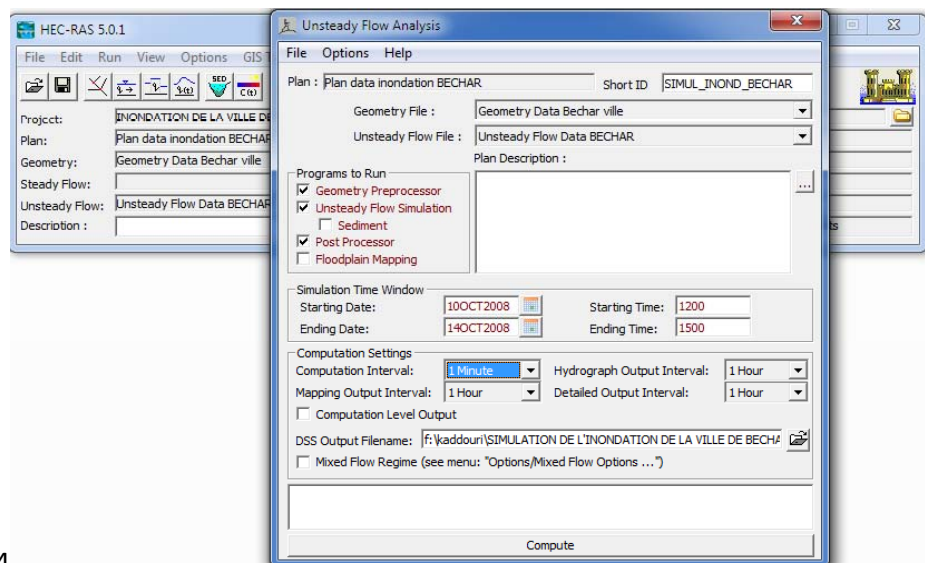 HEC-RAS 5.0.1
File Edit Run View Options GIS T
SED
C(t)
Project: INONDATION DE LA VILLE DE
Plan: Plan data inondation BECHAR
Geometry: Geometry Data Bechar ville
Steady Flow:
Unsteady Flow: Unsteady Flow Data BECHAR
Description :
ts
Unsteady Flow Analysis
File Options Help
Plan : Plan data inondation BECHAR Short ID SIMUL_INOND_BECHAR
Geometry File : Geometry Data Bechar ville
Unsteady Flow File : Unsteady Flow Data BECHAR
Plan Description :
...
Programs to Run
Geometry Preprocessor
Unsteady Flow Simulation
Sediment
Post Processor
Floodplain Mapping
Simulation Time Window
Starting Date: 10OCT2008 Starting Time: 1200
Ending Date: 14OCT2008 Ending Time: 1500
Computation Settings
Computation Interval: 1 Minute Hydrograph Output Interval: 1 Hour
Mapping Output Interval: 1 Hour Detailed Output Interval: 1 Hour
Computation Level Output
DSS Output Filename: f:\kaddouri\SIMULATION DE L'INONDATION DE LA VILLE DE BECHA
Mixed Flow Regime (see menu: "Options/Mixed Flow Options ...")
Compute